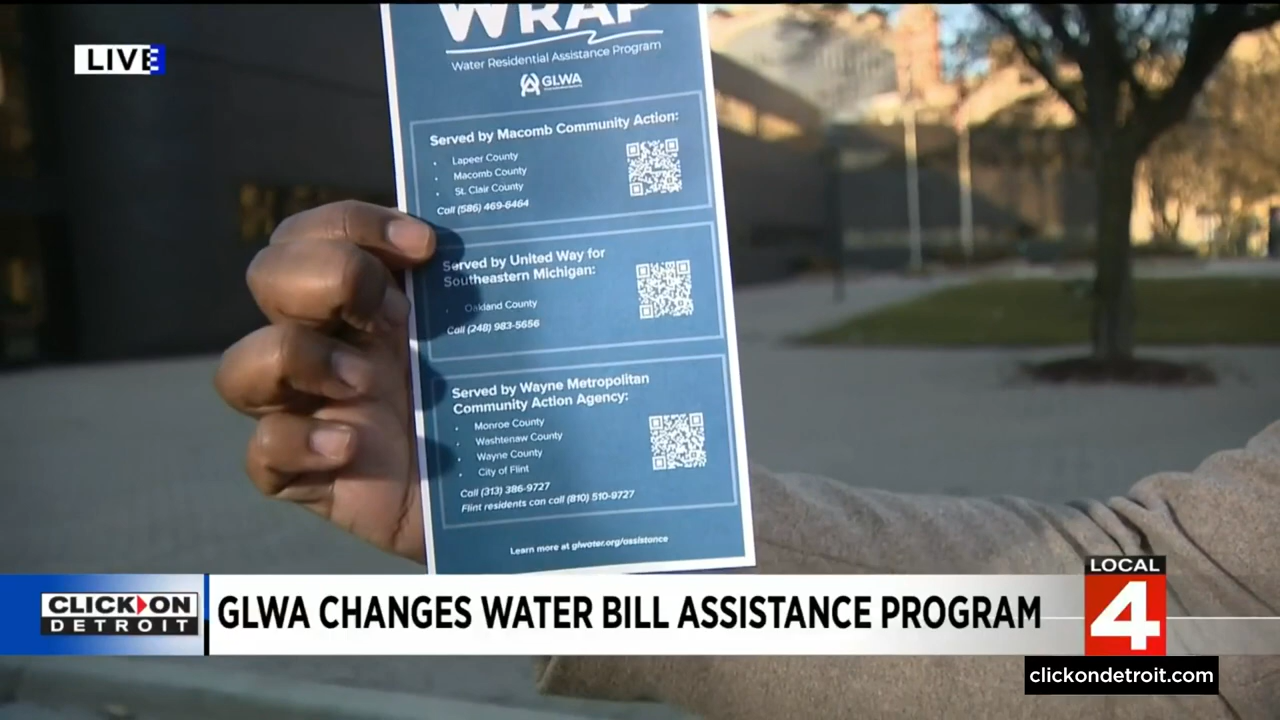 LIVE
WRAP
Water Residential Assistance Program
GLWA
Served by Macomb Community Action:
• Lapeer County
• Macomb County
• St. Clair County
Call (586) 469-6464
Served by United Way for
Southeastern Michigan:
Oakland County
Call (248) 983-5656
Served by Wayne Metropolitan
Community Action Agency:
• Monroe County
• Washtenaw County
• Wayne County
• City of Flint
Call (313) 386-9727
Flint residents can call (810) 510-9727
Learn more at glwater.org/assistance
CLICK ON
DETROIT
GLWA CHANGES WATER BILL ASSISTANCE PROGRAM
LOCAL
4
clickondetroit.com